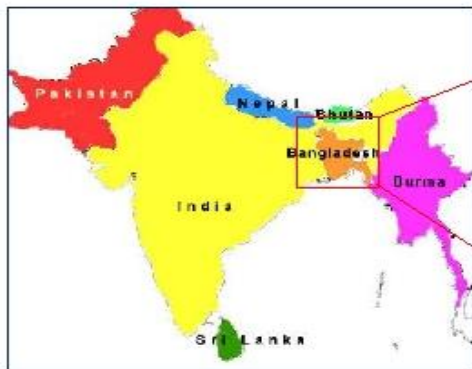 Pakistan
Nepal
Bhutan
Bangladesh
India
Burma
Sri Lanka